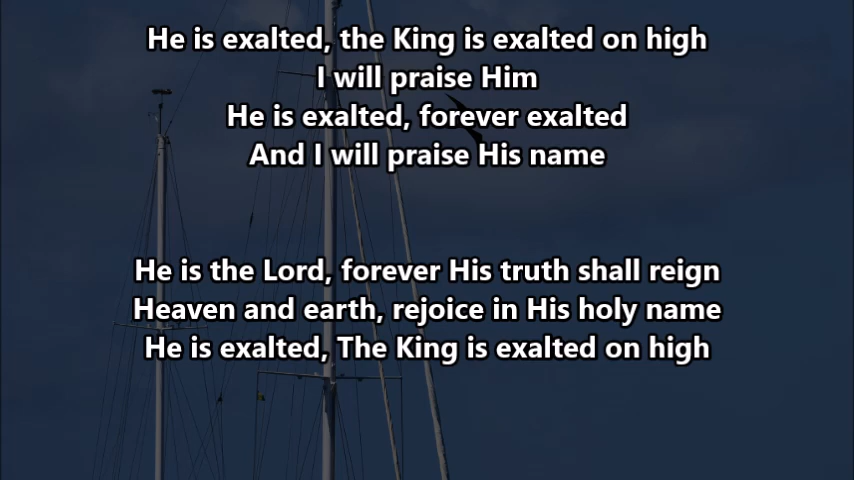 He is exalted, the King is exalted on high
I will praise Him
He is exalted, forever exalted
And I will praise His name
He is the Lord, forever His truth shall reign
Heaven and earth, rejoice in His holy name
He is exalted, The King is exalted on high